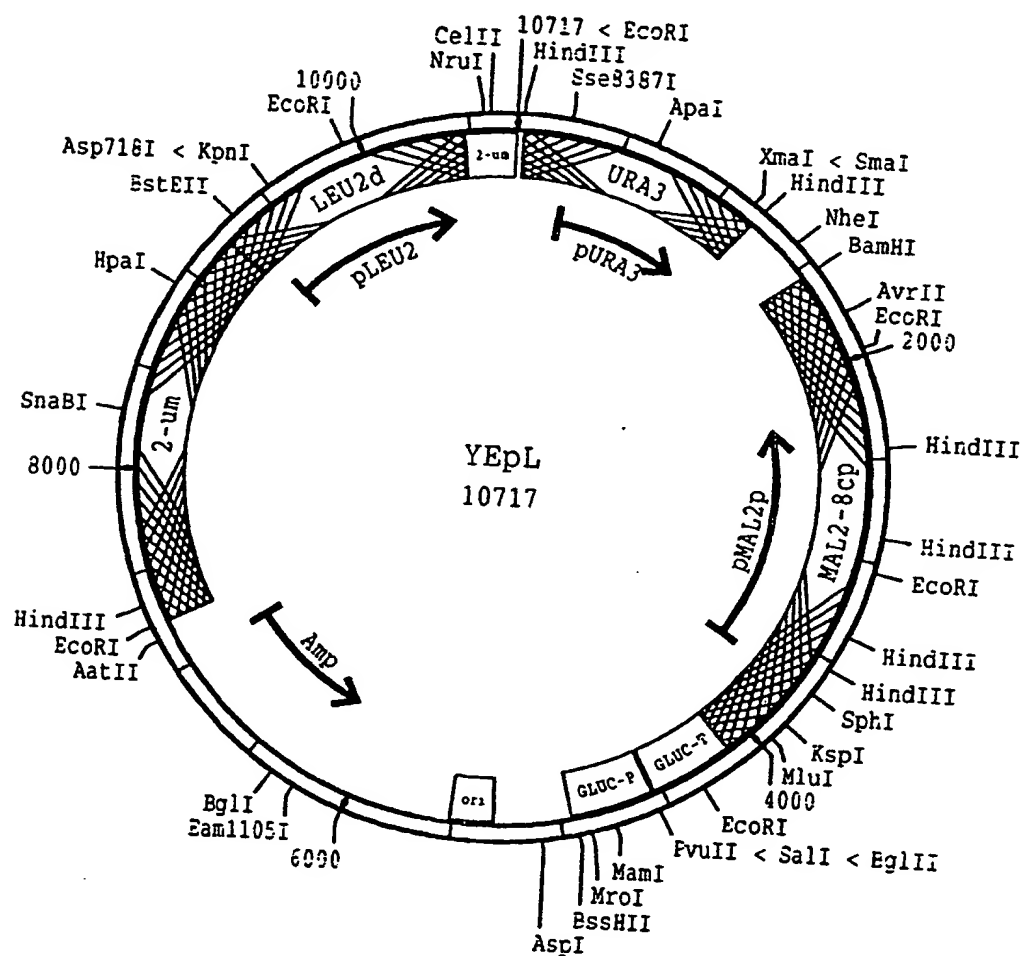 CelII
10717 < EcoRI
NruI
HindIII
10000
Sse8387I
EcoRI
ApaI
Asp718I < KpnI
XmaI < SmaI
BstEII
HindIII
NheI
HpaI
BamHI
AvrII
EcoRI
2000
SnaBI
8000
HindIII
HindIII
EcoRI
HindIII
HindIII
EcoRI
HindIII
AatII
SphI
KspI
MluI
4000
BglI
Eam1105I
6000
EcoRI
PvuII < SalI < BglII
MamI
MroI
BssHII
AspI
LEU2d
2-um
URA3
pLEU2
pURA3
2-um
YEpL
10717
pMAL2p
MAL2-8cp
Amp
ori
GLUC-P
GLUC-T